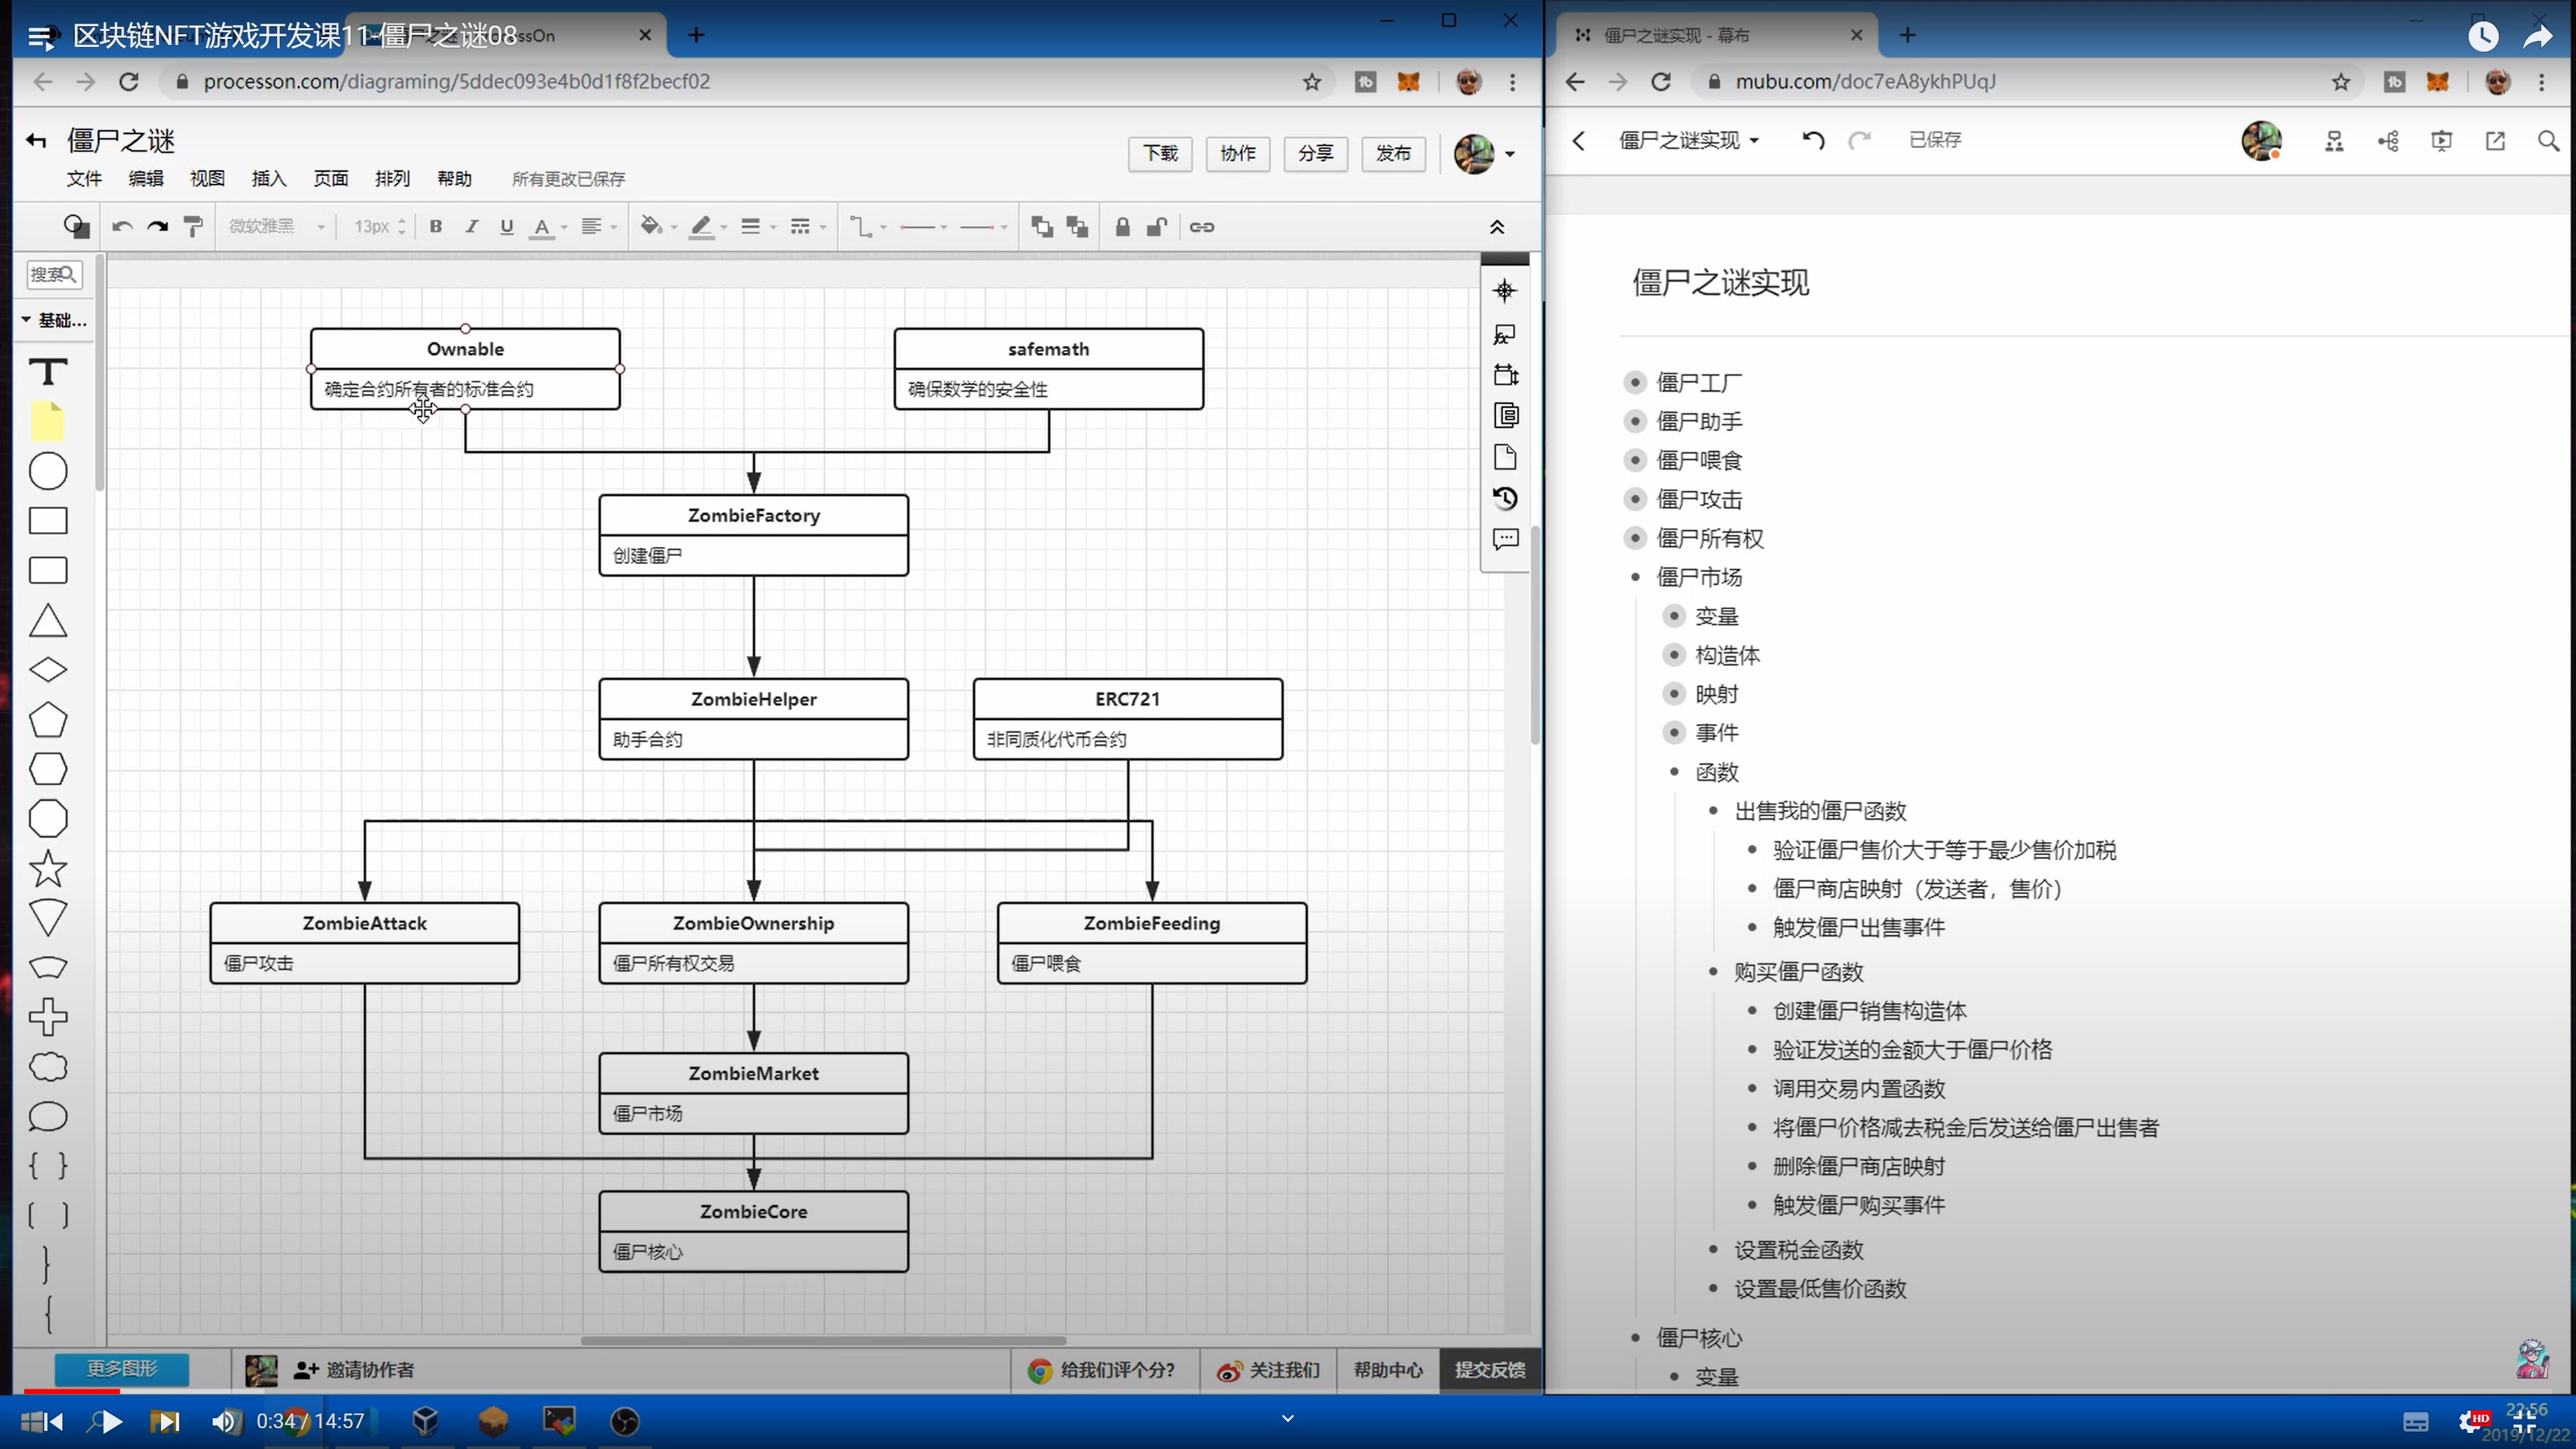 区块链NFT游戏开发课11-僵尸之谜08
ssOn
processon.com/diagraming/5ddec093e4b0d1f8f2becf02
僵尸之谜
下载 协作 分享 发布
文件 编辑 视图 插入 页面 排列 帮助 所有更改已保存
微软雅黑 13px B I U A
搜索
基础...
Ownable
确定合约所有者的标准合约
safemath
确保数学的安全性
ZombieFactory
创建僵尸
ZombieHelper
助手合约
ERC721
非同质化代币合约
ZombieAttack
僵尸攻击
ZombieOwnership
僵尸所有权交易
ZombieFeeding
僵尸喂食
ZombieMarket
僵尸市场
ZombieCore
僵尸核心
更多图形 邀请协作者 给我们评个分? 关注我们 帮助中心 提交反馈
僵尸之谜实现 - 幕布
mubu.com/doc7eA8ykhPUqJ
僵尸之谜实现 已保存
僵尸之谜实现
僵尸工厂
僵尸助手
僵尸喂食
僵尸攻击
僵尸所有权
僵尸市场
变量
构造体
映射
事件
函数
出售我的僵尸函数
验证僵尸售价大于等于最少售价加税
僵尸商店映射（发送者，售价）
触发僵尸出售事件
购买僵尸函数
创建僵尸销售构造体
验证发送的金额大于僵尸价格
调用交易内置函数
将僵尸价格减去税金后发送给僵尸出售者
删除僵尸商店映射
触发僵尸购买事件
设置税金函数
设置最低售价函数
僵尸核心
变量
0:34 / 14:57
HD
22:56
2019/12/22